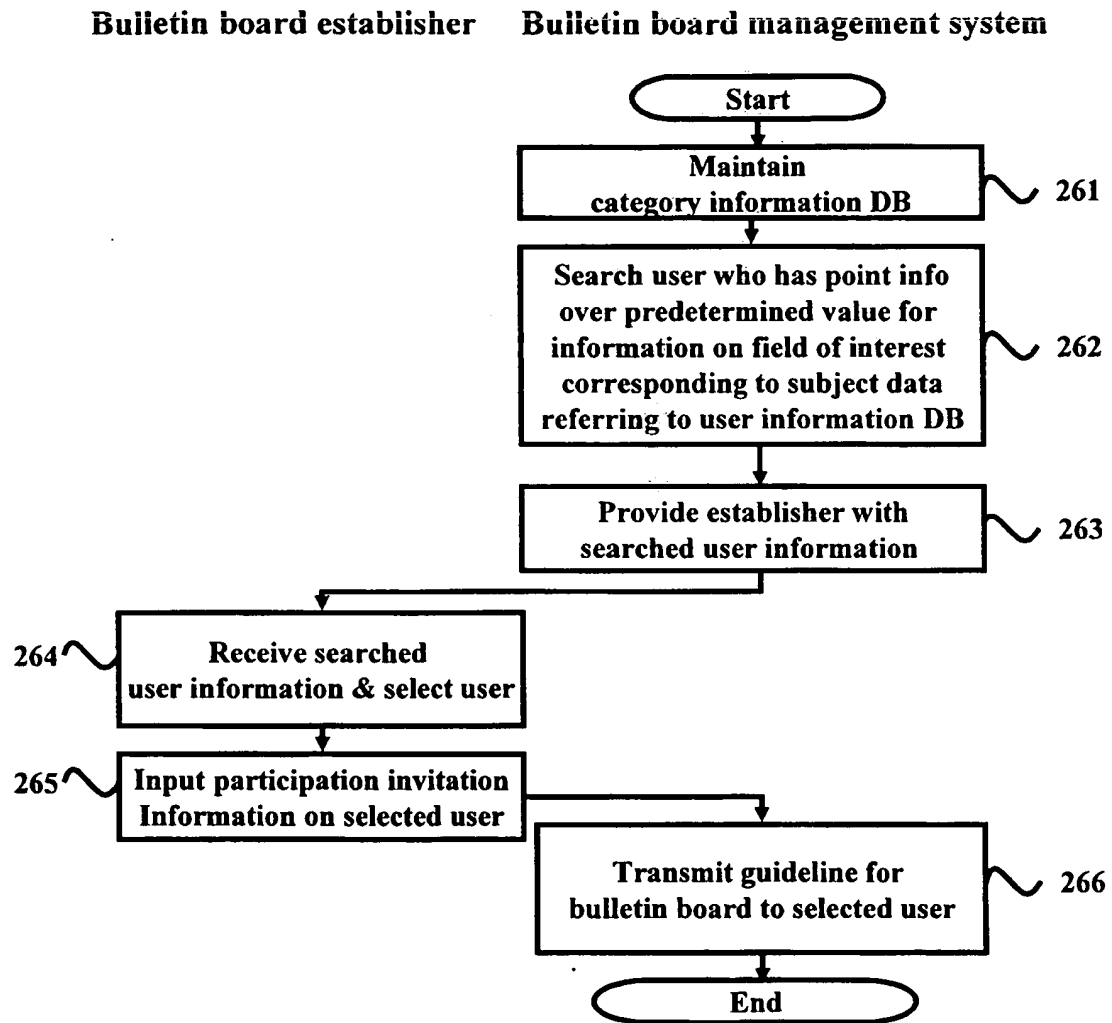 Bulletin board establisher
Bulletin board management system
Start
Maintain
category information DB
261
Search user who has point info
over predetermined value for
information on field of interest
corresponding to subject data
referring to user information DB
262
Provide establisher with
searched user information
263
264
Receive searched
user information & select user
265
Input participation invitation
Information on selected user
Transmit guideline for
bulletin board to selected user
266
End